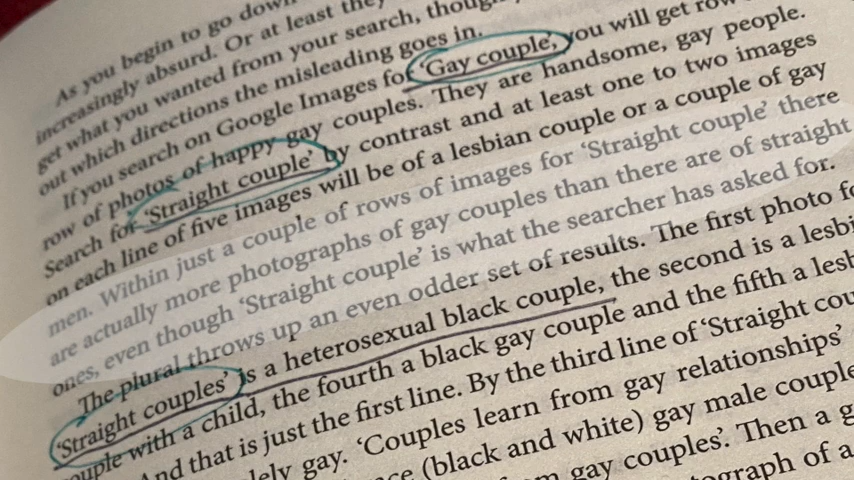 As you begin to go down
increasingly absurd. Or at least the
get what you wanted from your search, though
out which directions the misleading goes in.
If you search on Google Images for ‘Gay couple’, you will get row
row of photos of happy gay couples. They are handsome, gay people.
Search for ‘Straight couple’ by contrast and at least one to two images
on each line of five images will be of a lesbian couple or a couple of gay
men. Within just a couple of rows of images for ‘Straight couple’ there
are actually more photographs of gay couples than there are of straight
ones, even though ‘Straight couple’ is what the searcher has asked for.
The plural throws up an even odder set of results. The first photo fo
‘Straight couples’ is a heterosexual black couple, the second is a lesbi
couple with a child, the fourth a black gay couple and the fifth a lesb
And that is just the first line. By the third line of ‘Straight cou
lely gay. ‘Couples learn from gay relationships’
ce (black and white) gay male couple
m gay couples’. Then a g
tograph of a